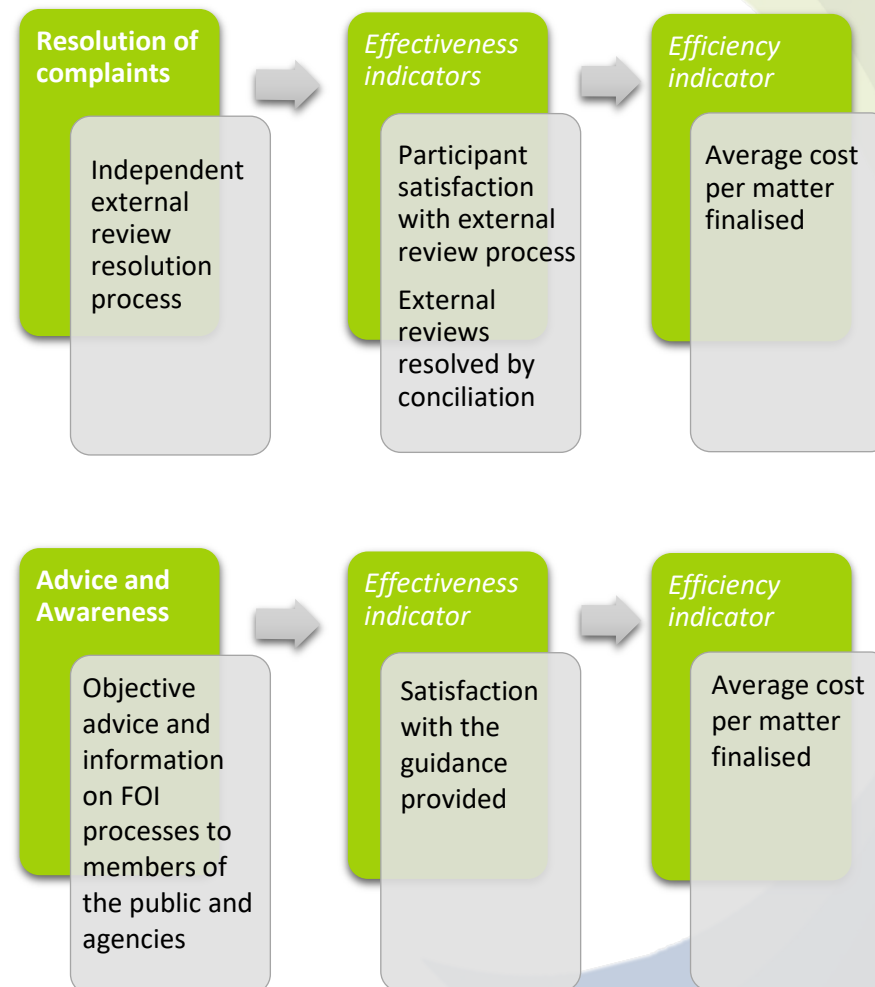 Resolution of
complaints
Independent
external
review
resolution
process
Effectiveness
indicators
Participant
satisfaction
with external
review process
External
reviews
resolved by
conciliation
Efficiency
indicator
Average cost
per matter
finalised
Advice and
Awareness
Objective
advice and
information
on FOI
processes to
members of
the public and
agencies
Effectiveness
indicator
Satisfaction
with the
guidance
provided
Efficiency
indicator
Average cost
per matter
finalised